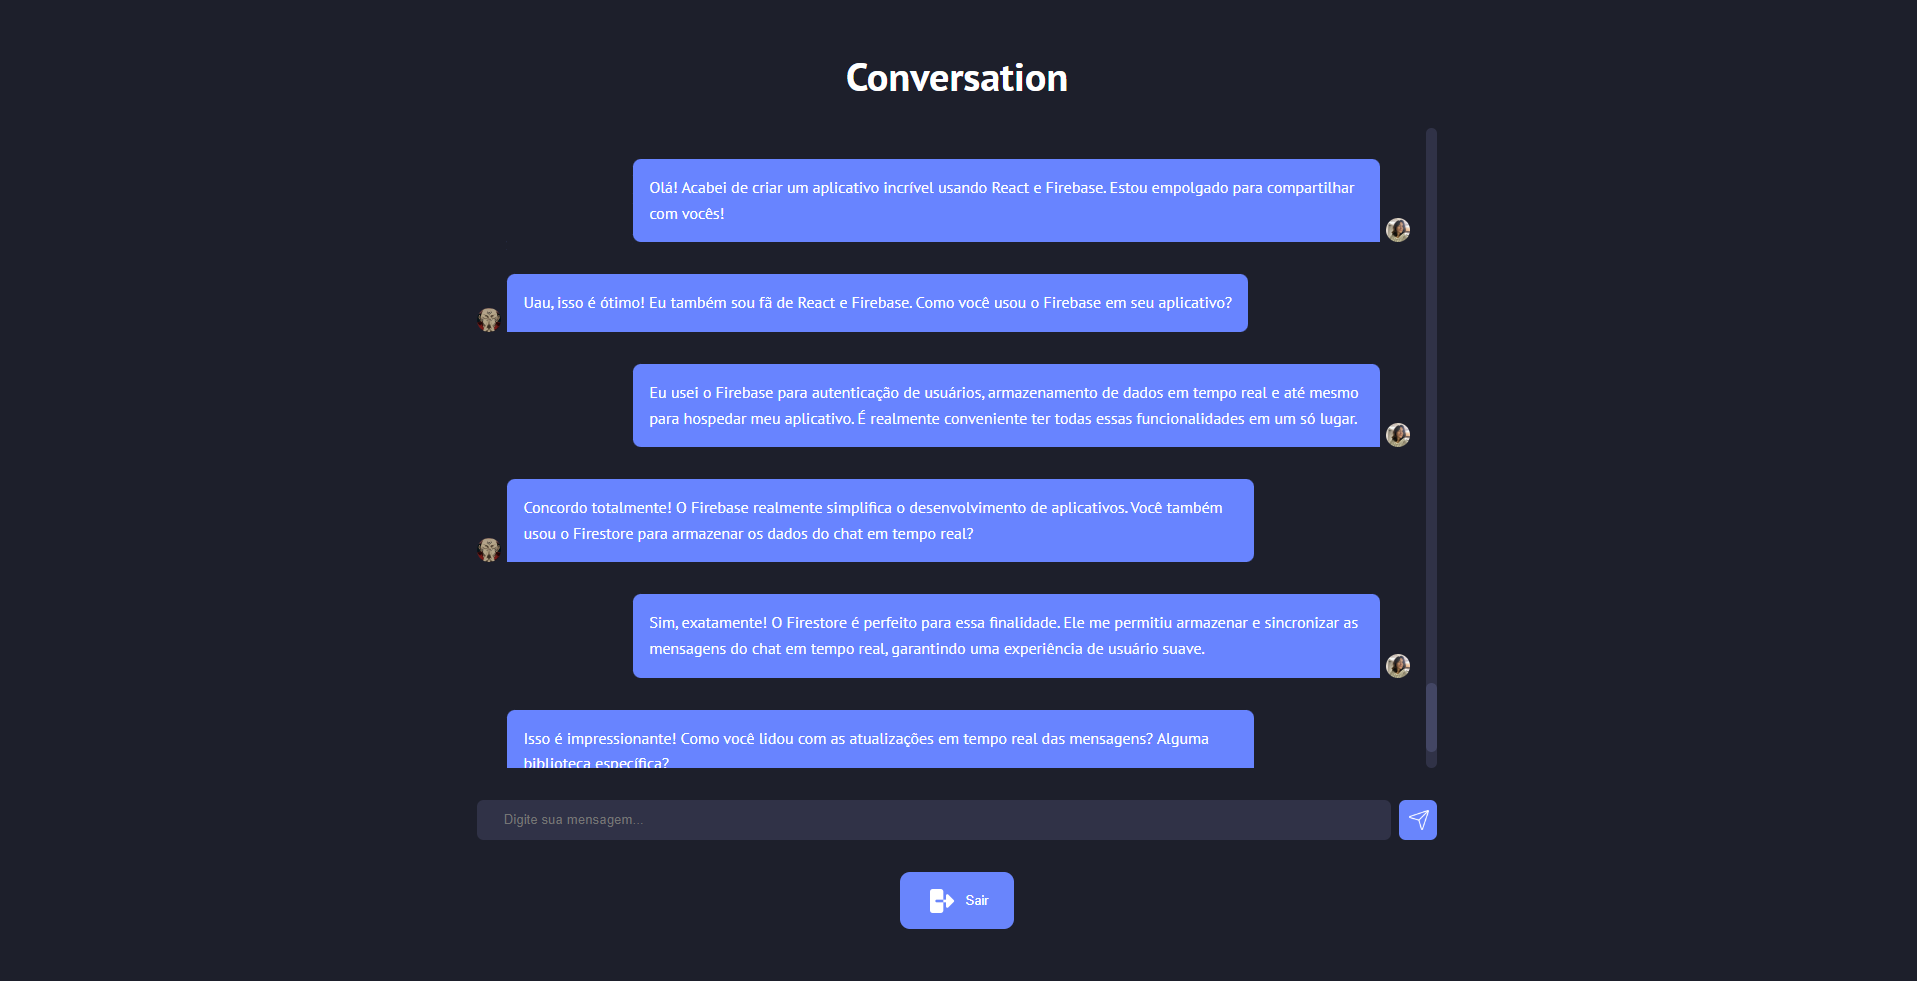 Conversation
Olá! Acabei de criar um aplicativo incrível usando React e Firebase. Estou empolgado para compartilhar
com vocês!
Uau, isso é ótimo! Eu também sou fã de React e Firebase. Como você usou o Firebase em seu aplicativo?
Eu usei o Firebase para autenticação de usuários, armazenamento de dados em tempo real e até mesmo
para hospedar meu aplicativo. É realmente conveniente ter todas essas funcionalidades em um só lugar.
Concordo totalmente! O Firebase realmente simplifica o desenvolvimento de aplicativos. Você também
usou o Firestore para armazenar os dados do chat em tempo real?
Sim, exatamente! O Firestore é perfeito para essa finalidade. Ele me permitiu armazenar e sincronizar as
mensagens do chat em tempo real, garantindo uma experiência de usuário suave.
Isso é impressionante! Como você lidou com as atualizações em tempo real das mensagens? Alguma
biblioteca específica?
Digite sua mensagem...
Sair